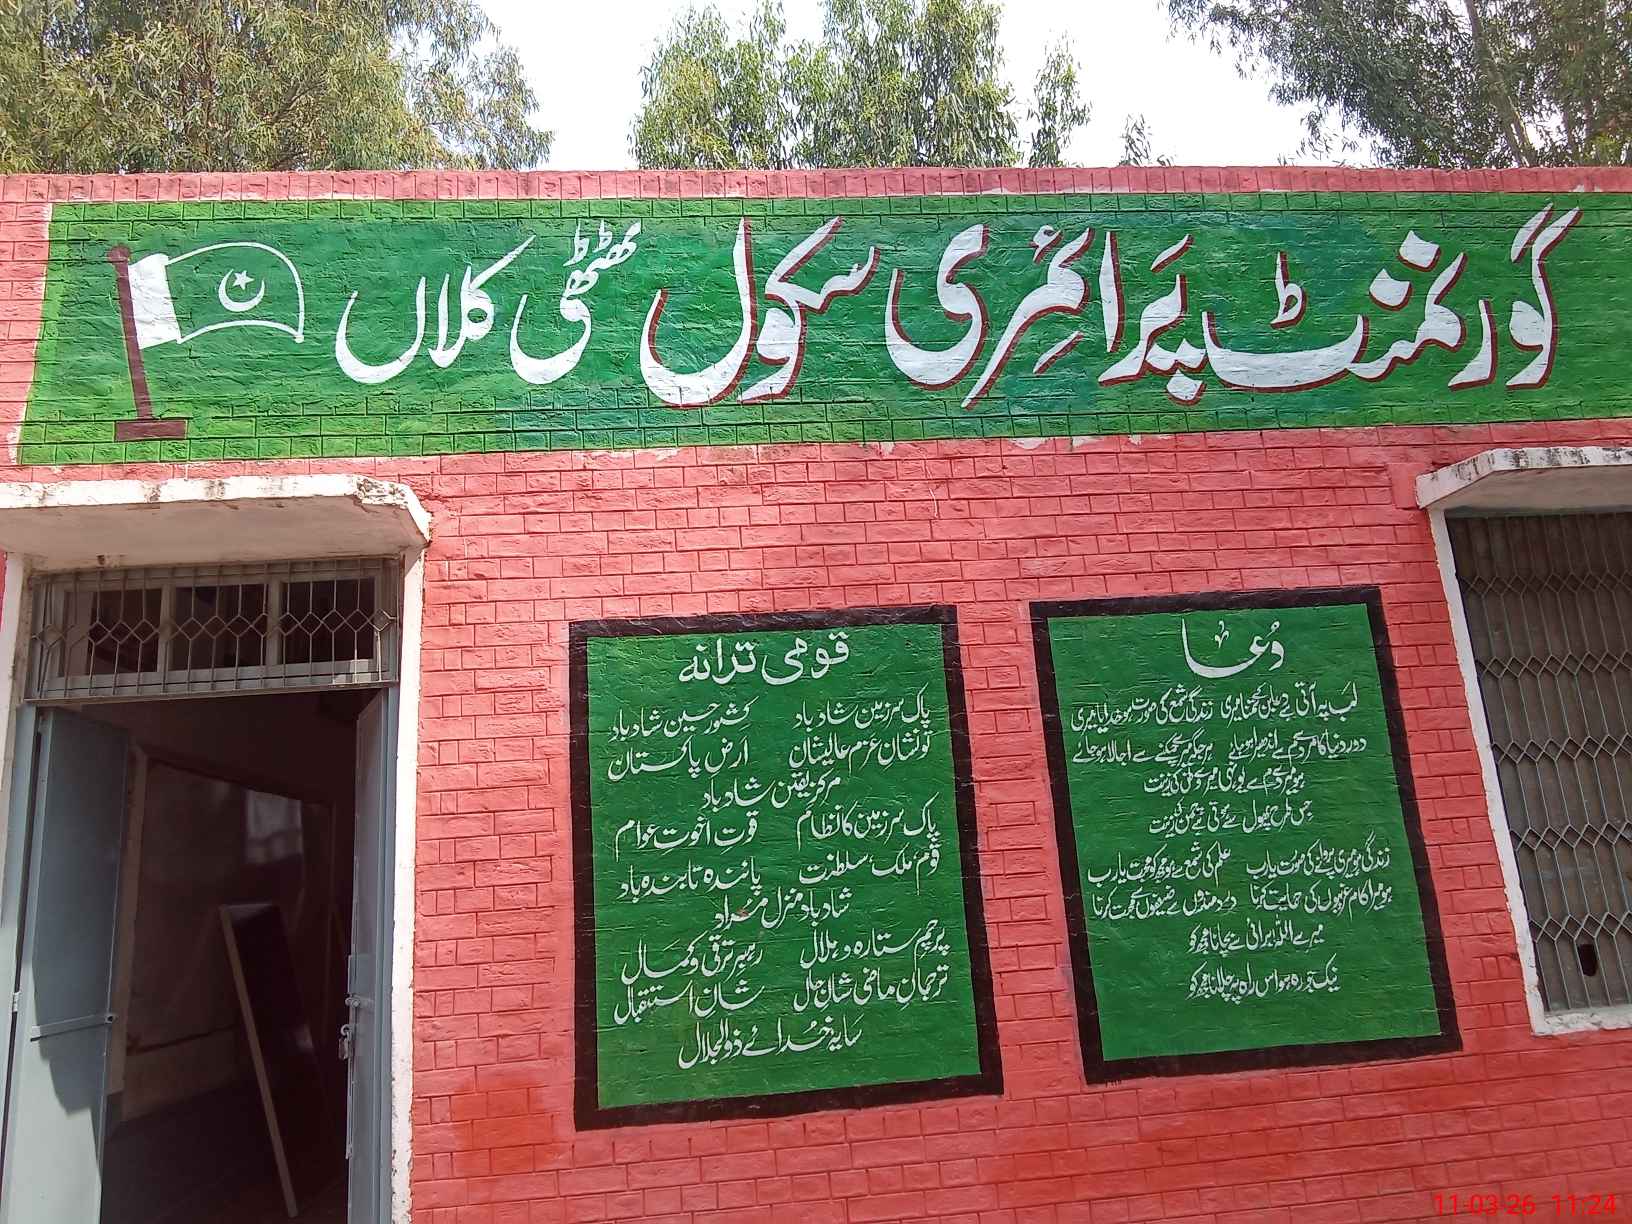 گورنمنٹ پرائمری سکول ٹھٹھی کلاں
قومی ترانہ
پاک سرزمین شاد باد کشور حسین شاد باد
تو نشانِ عزم عالیشان ارض پاکستان
مرکز یقین شاد باد
پاک سرزمین کا نظام قوت اخوتِ عوام
قوم، ملک، سلطنت پائندہ تابندہ باد
شاد باد منزل مراد
پرچم ستارہ و ہلال رہبر ترقی و کمال
ترجمانِ ماضی شان حال شانِ استقبال
سایہ خدائے ذوالجلال
دُعا
لب پہ آتی ہے دعا بن کے تمنا میری زندگی شمع کی صورت ہو خدایا میری
دور دنیا کا مرے دم سے اندھیرا ہو جائے ہر جگہ میرے چمکنے سے اجالا ہو جائے
ہو مرے دم سے یونہی میرے وطن کی زینت
جس طرح پھول سے ہوتی ہے چمن کی زینت
زندگی ہو میری پروانے کی صورت یارب علم کی شمع سے ہو مجھ کو محبت یارب
ہو میرا کام غریبوں کی حمایت کرنا دردمندوں سے ضعیفوں سے محبت کرنا
میرے اللہ برائی سے بچانا مجھ کو
نیک جو راہ ہو اس راہ پہ چلانا مجھ کو
11-03-26 11:24